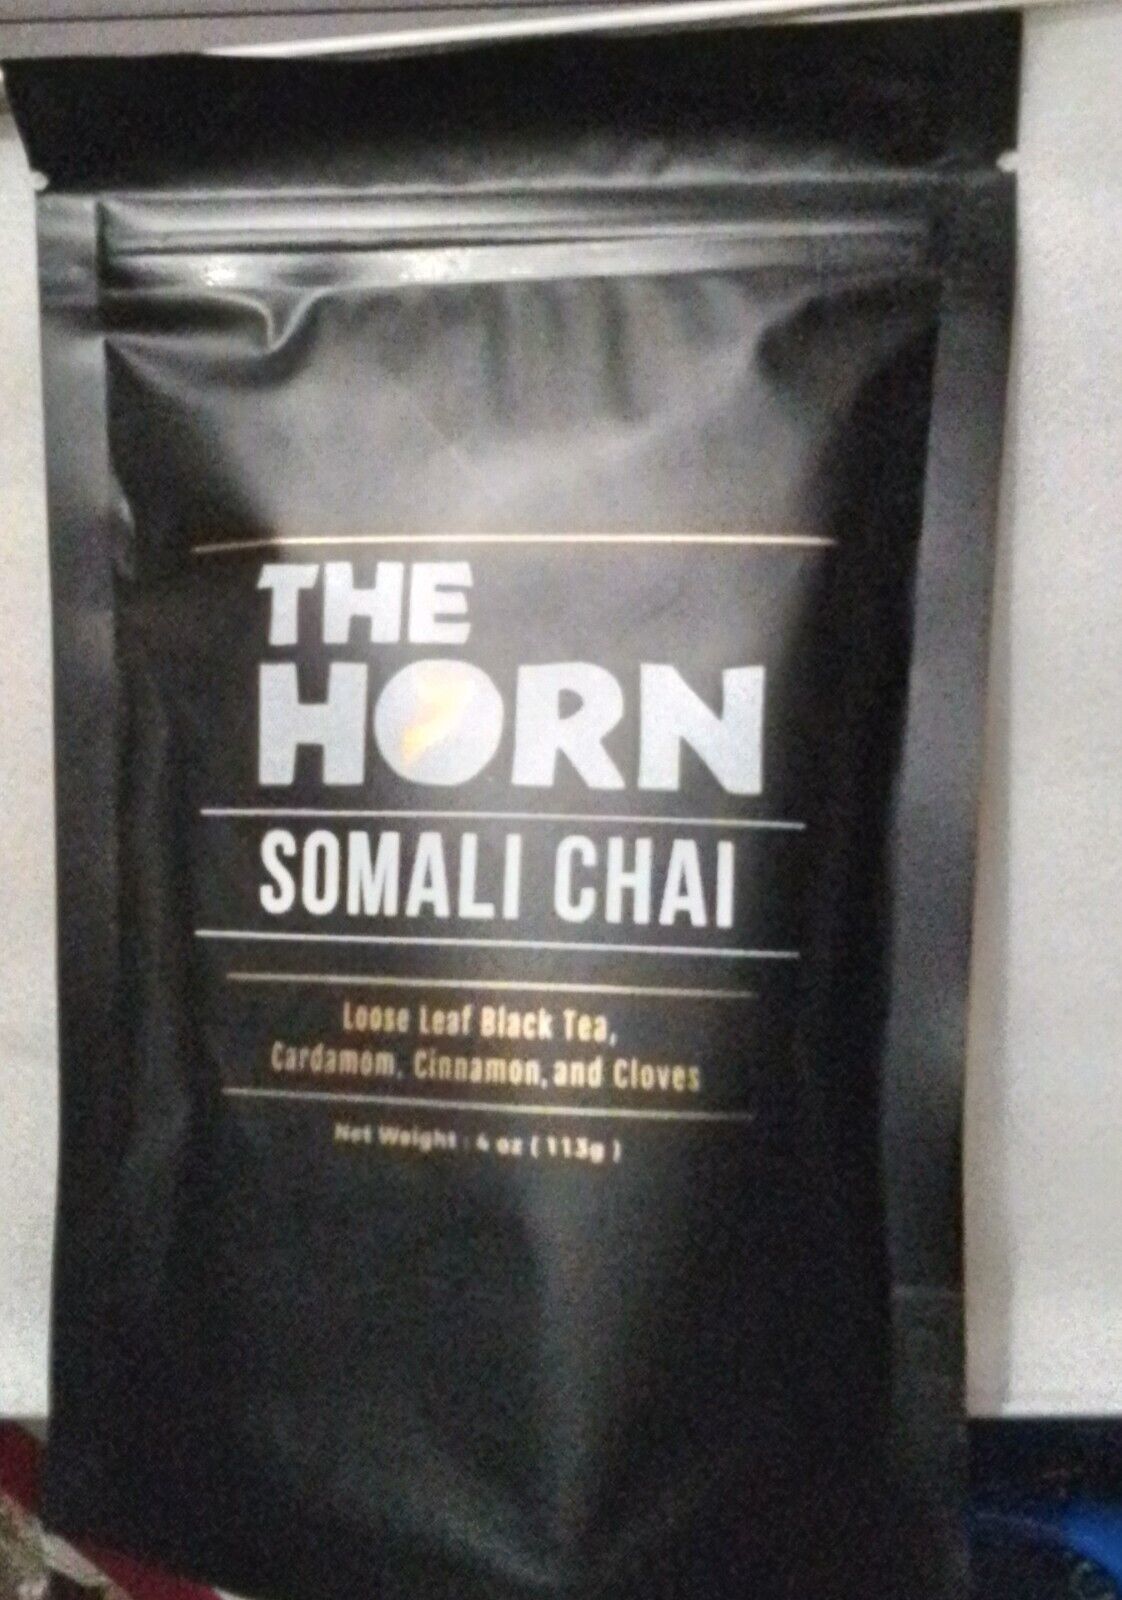 THE
HORN
SOMALI CHAI
Loose Leaf Black Tea,
Cardamom, Cinnamon, and Cloves
Net Weight : 4 oz ( 113g )